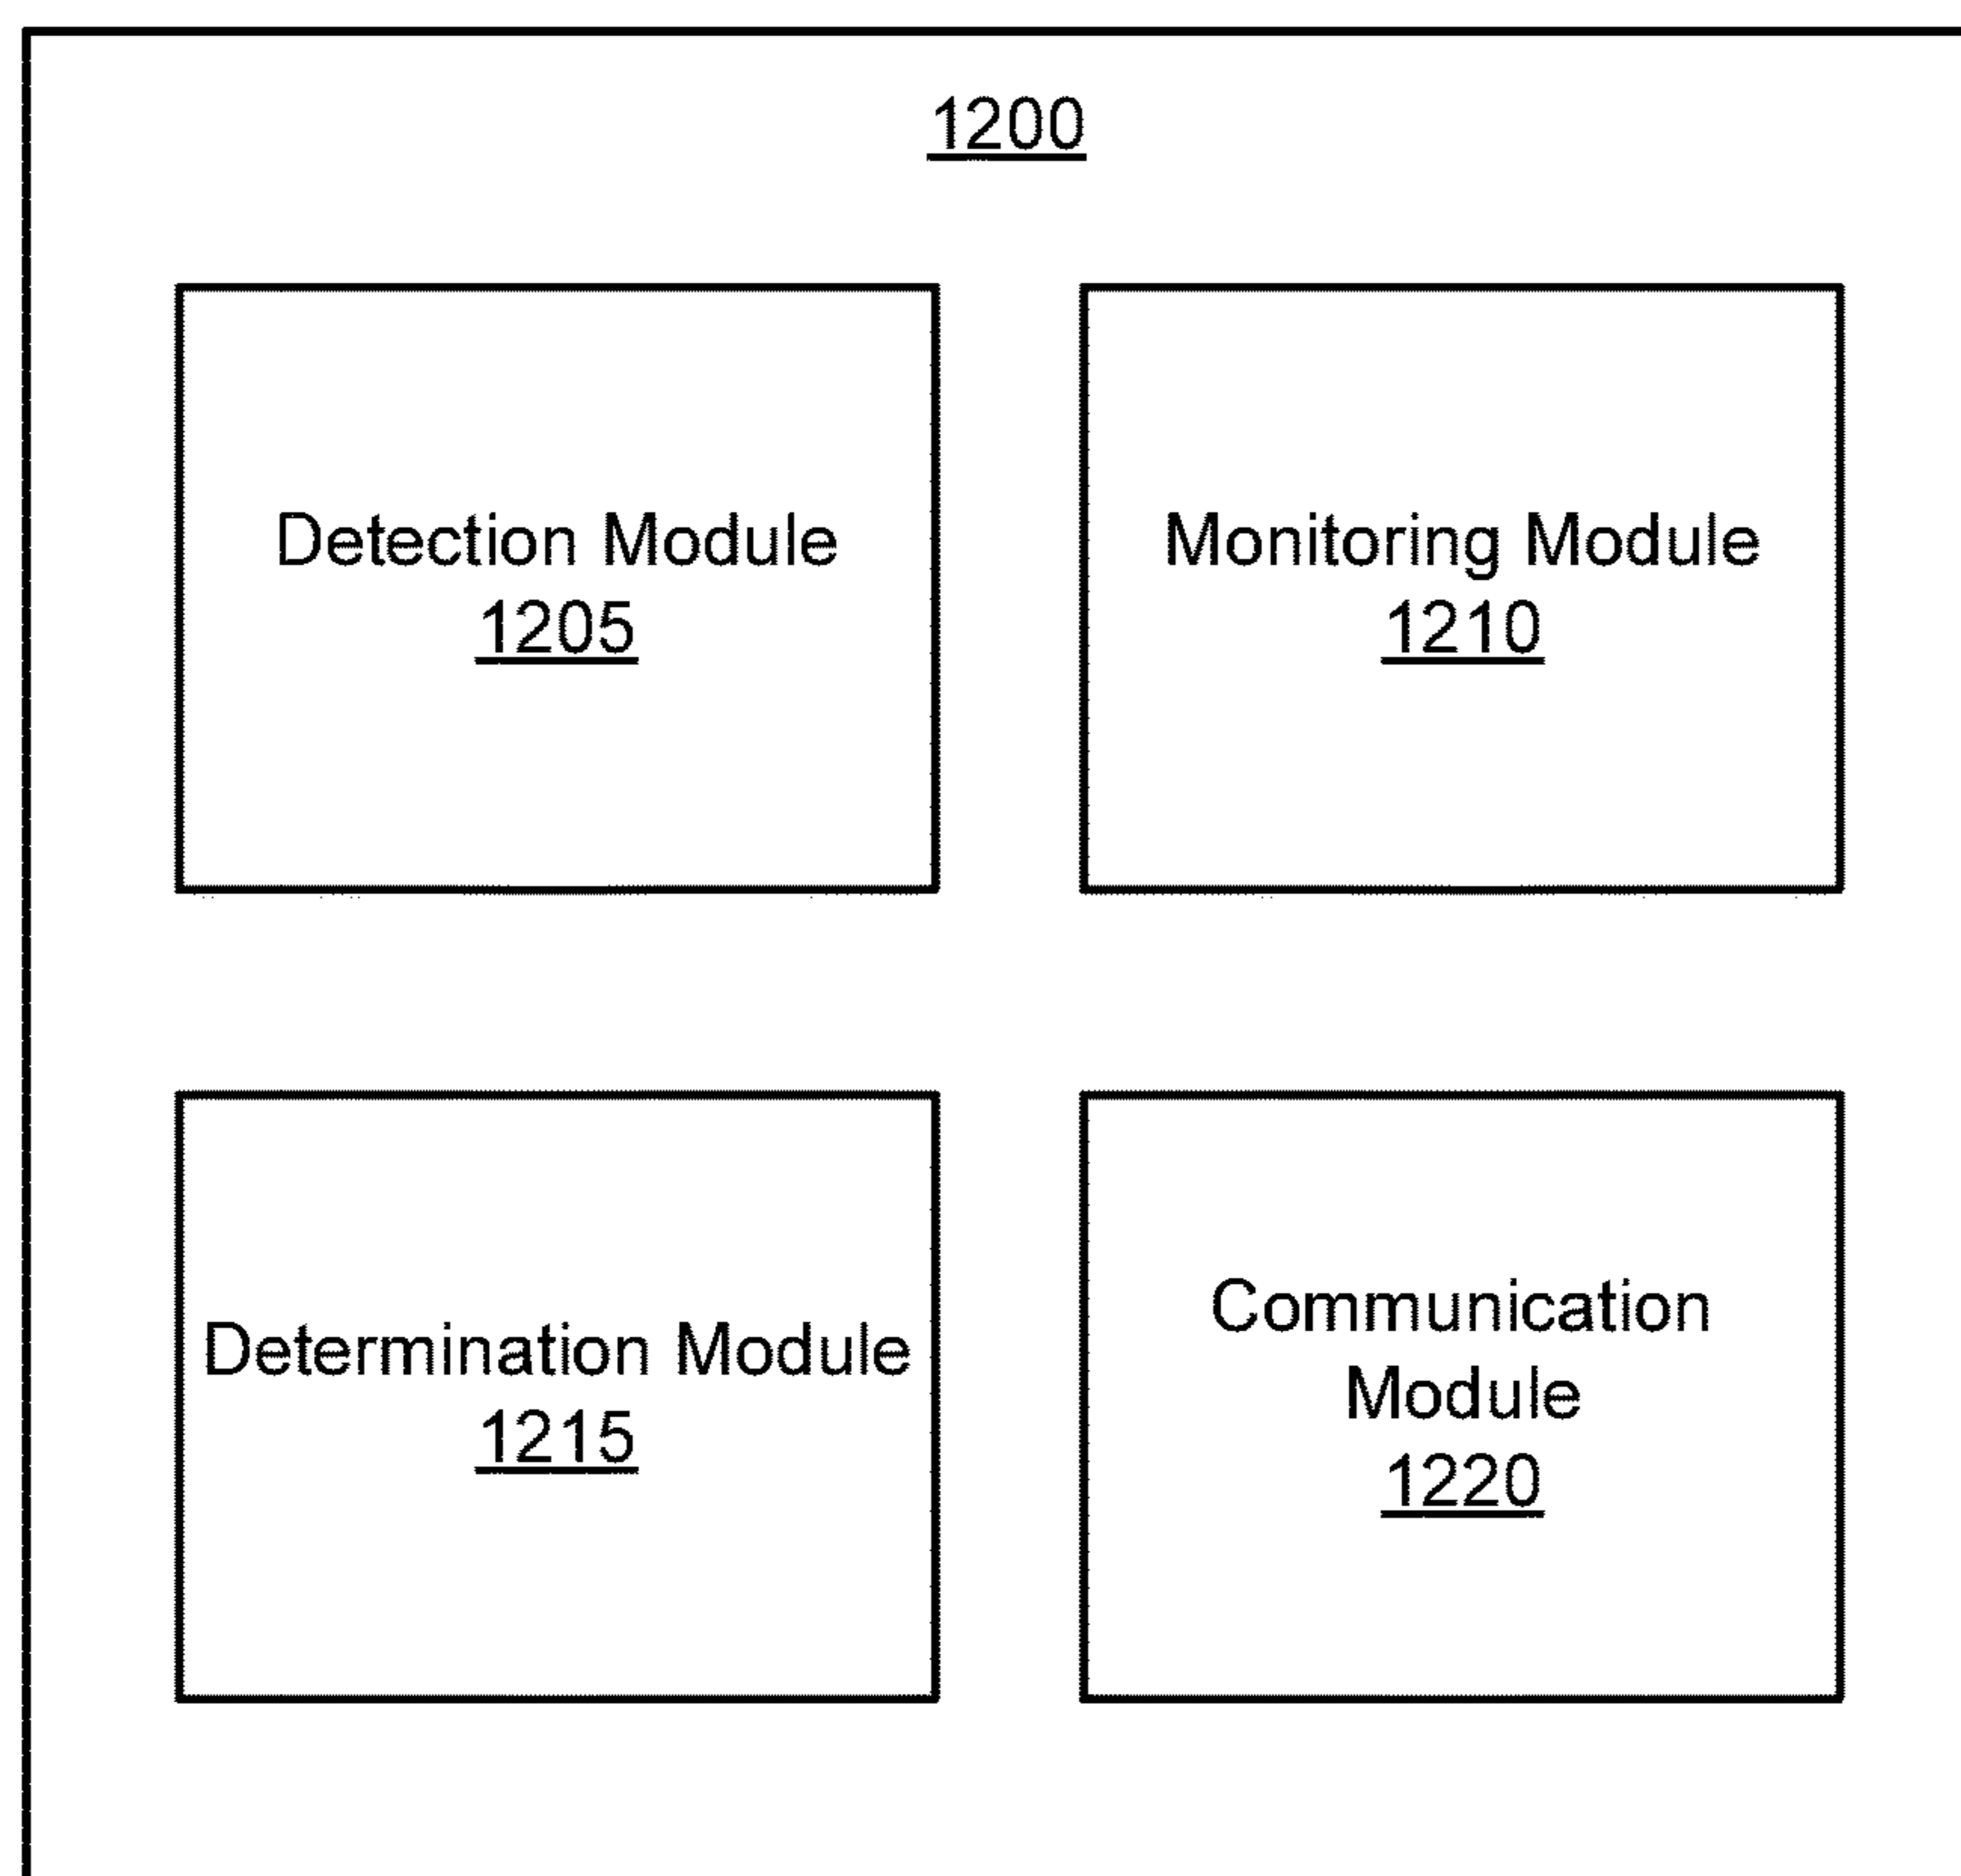 1200
Detection Module
1205
Monitoring Module
1210
Determination Module
1215
Communication
Module
1220